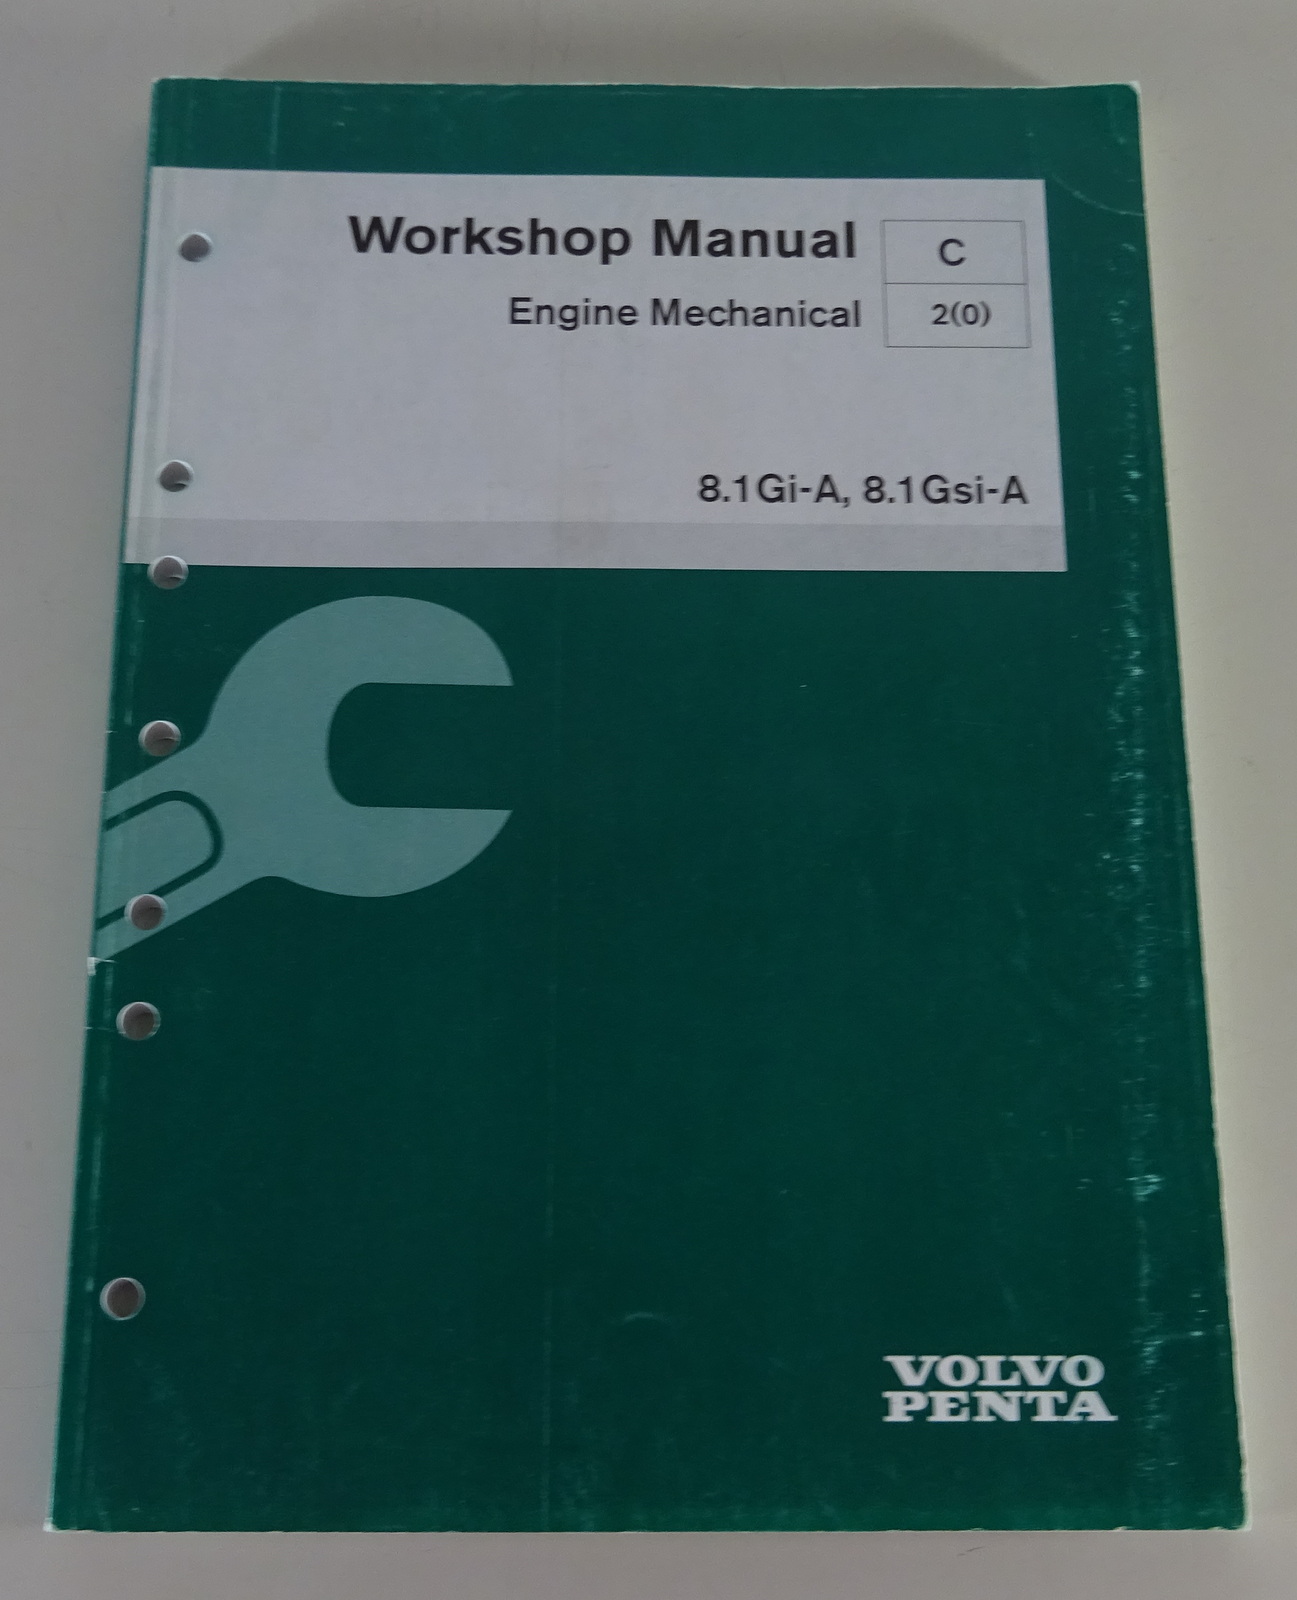 Workshop Manual
C
Engine Mechanical
2(0)
8.1Gi-A, 8.1Gsi-A
VOLVO
PENTA